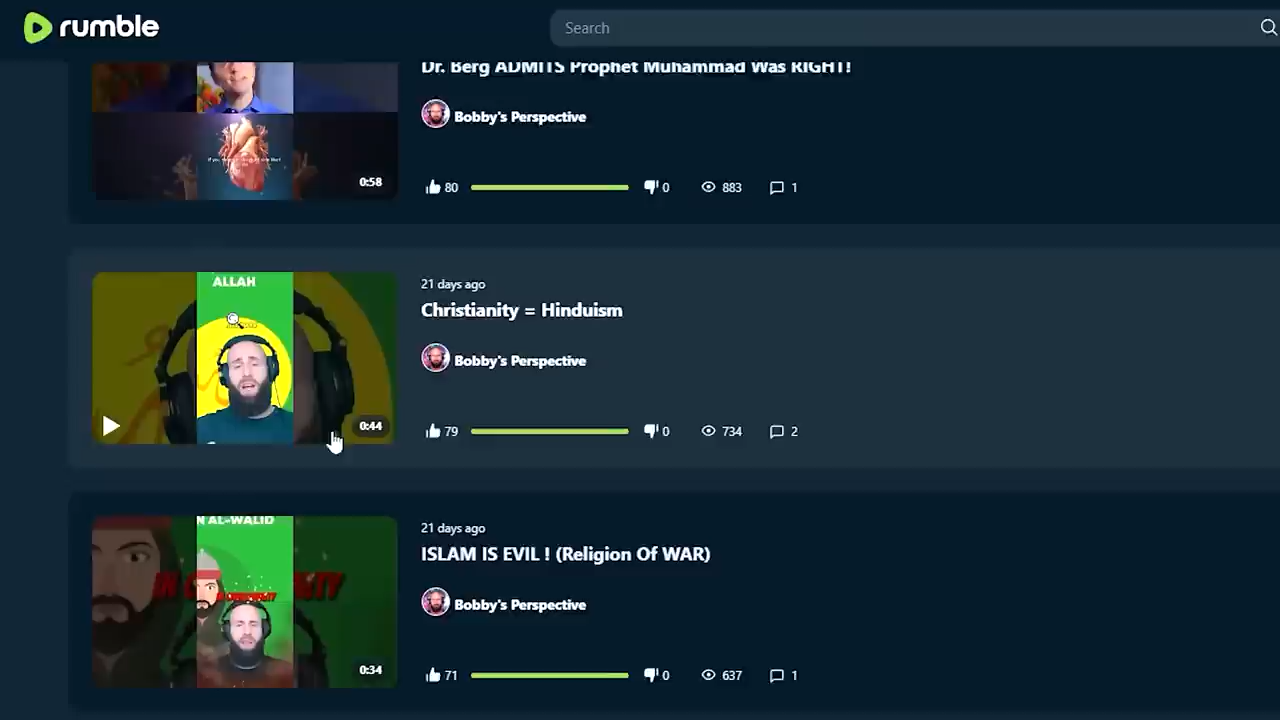 rumble
Search
Dr. Berg ADMITS Prophet Muhammad Was RIGHT!
Bobby's Perspective
0:58
80
0
883
1
ALLAH
21 days ago
Christianity = Hinduism
Bobby's Perspective
0:44
79
0
734
2
N AL-WALID
21 days ago
ISLAM IS EVIL ! (Religion Of WAR)
Bobby's Perspective
0:34
71
0
637
1